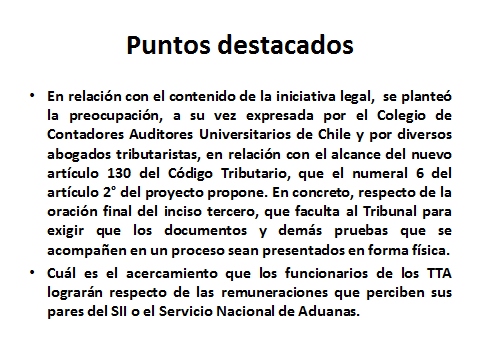 Puntos destacados
• En relación con el contenido de la iniciativa legal, se planteó
la preocupación, a su vez expresada por el Colegio de
Contadores Auditores Universitarios de Chile y por diversos
abogados tributaristas, en relación con el alcance del nuevo
artículo 130 del Código Tributario, que el numeral 6 del
artículo 2° del proyecto propone. En concreto, respecto de la
oración final del inciso tercero, que faculta al Tribunal para
exigir que los documentos y demás pruebas que se
acompañen en un proceso sean presentados en forma física.
• Cuál es el acercamiento que los funcionarios de los TTA
lograrán respecto de las remuneraciones que perciben sus
pares del SII o el Servicio Nacional de Aduanas.